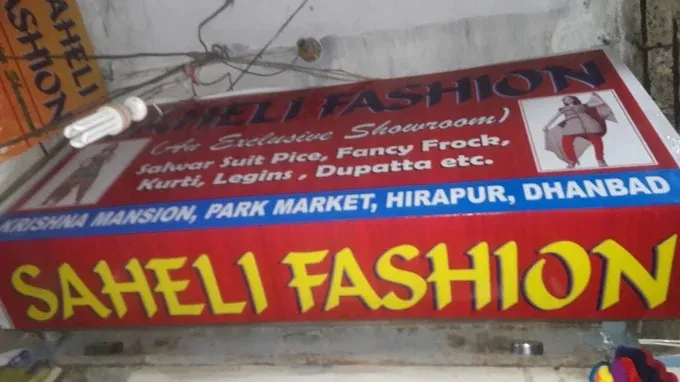 SAHELI
FASHION
SAHELI FASHION
(An Exclusive Showroom)
Salwar Suit Pice, Fancy Frock,
Kurti, Legins , Dupatta etc.
KRISHNA MANSION, PARK MARKET, HIRAPUR, DHANBAD
SAHELI FASHION